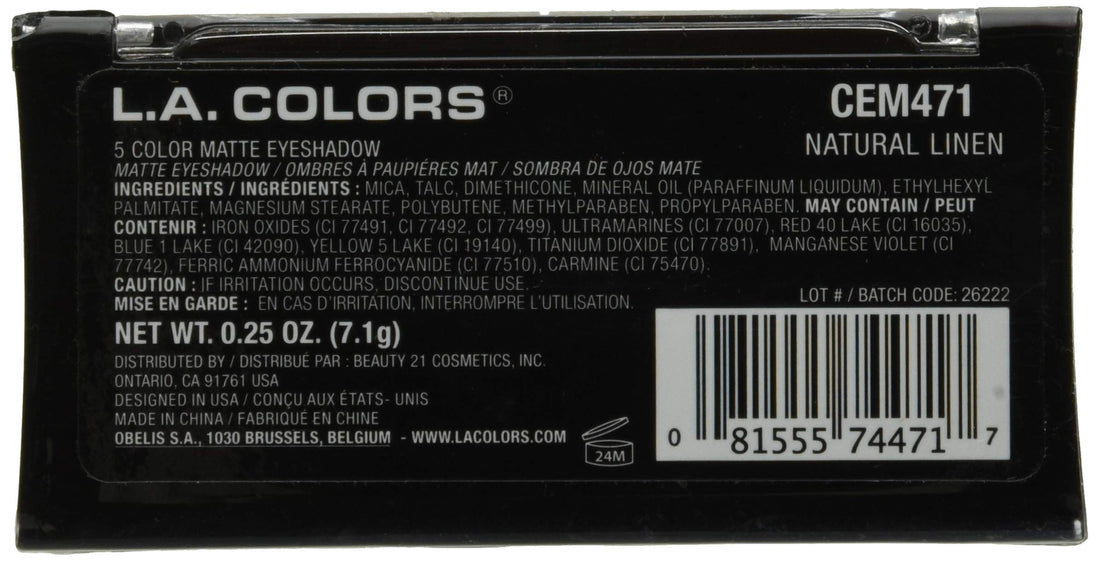 L.A. COLORS®
CEM471
NATURAL LINEN
5 COLOR MATTE EYESHADOW
MATTE EYESHADOW / OMBRES À PAUPIÉRES MAT / SOMBRA DE OJOS MATE
INGREDIENTS / INGRÉDIENTS : MICA, TALC, DIMETHICONE, MINERAL OIL (PARAFFINUM LIQUIDUM), ETHYLHEXYL
PALMITATE, MAGNESIUM STEARATE, POLYBUTENE, METHYLPARABEN, PROPYLPARABEN. MAY CONTAIN / PEUT
CONTENIR : IRON OXIDES (CI 77491, CI 77492, CI 77499), ULTRAMARINES (CI 77007), RED 40 LAKE (CI 16035),
BLUE 1 LAKE (CI 42090), YELLOW 5 LAKE (CI 19140), TITANIUM DIOXIDE (CI 77891), MANGANESE VIOLET (CI
77742), FERRIC AMMONIUM FERROCYANIDE (CI 77510), CARMINE (CI 75470).
CAUTION : IF IRRITATION OCCURS, DISCONTINUE USE.
MISE EN GARDE : EN CAS D'IRRITATION, INTERROMPRE L'UTILISATION.
NET WT. 0.25 OZ. (7.1g)
DISTRIBUTED BY / DISTRIBUÉ PAR : BEAUTY 21 COSMETICS, INC.
ONTARIO, CA 91761 USA
DESIGNED IN USA / CONÇU AUX ÉTATS- UNIS
MADE IN CHINA / FABRIQUÉ EN CHINE
OBELIS S.A., 1030 BRUSSELS, BELGIUM - WWW.LACOLORS.COM
24M
LOT # / BATCH CODE: 26222
0 81555 74471 7